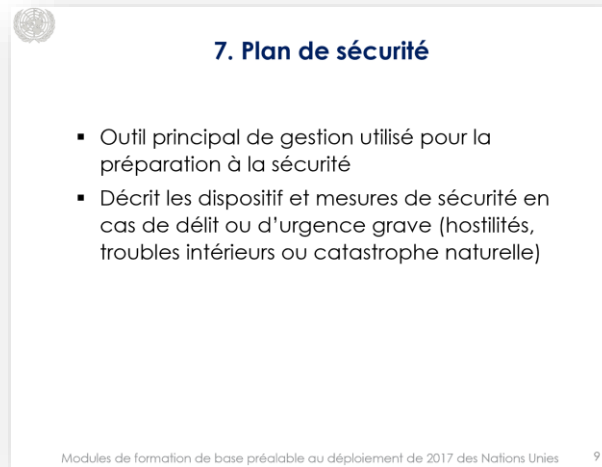 7. Plan de sécurité
▪ Outil principal de gestion utilisé pour la
préparation à la sécurité
▪ Décrit les dispositif et mesures de sécurité en
cas de délit ou d’urgence grave (hostilités,
troubles intérieurs ou catastrophe naturelle)
Modules de formation de base préalable au déploiement de 2017 des Nations Unies 9